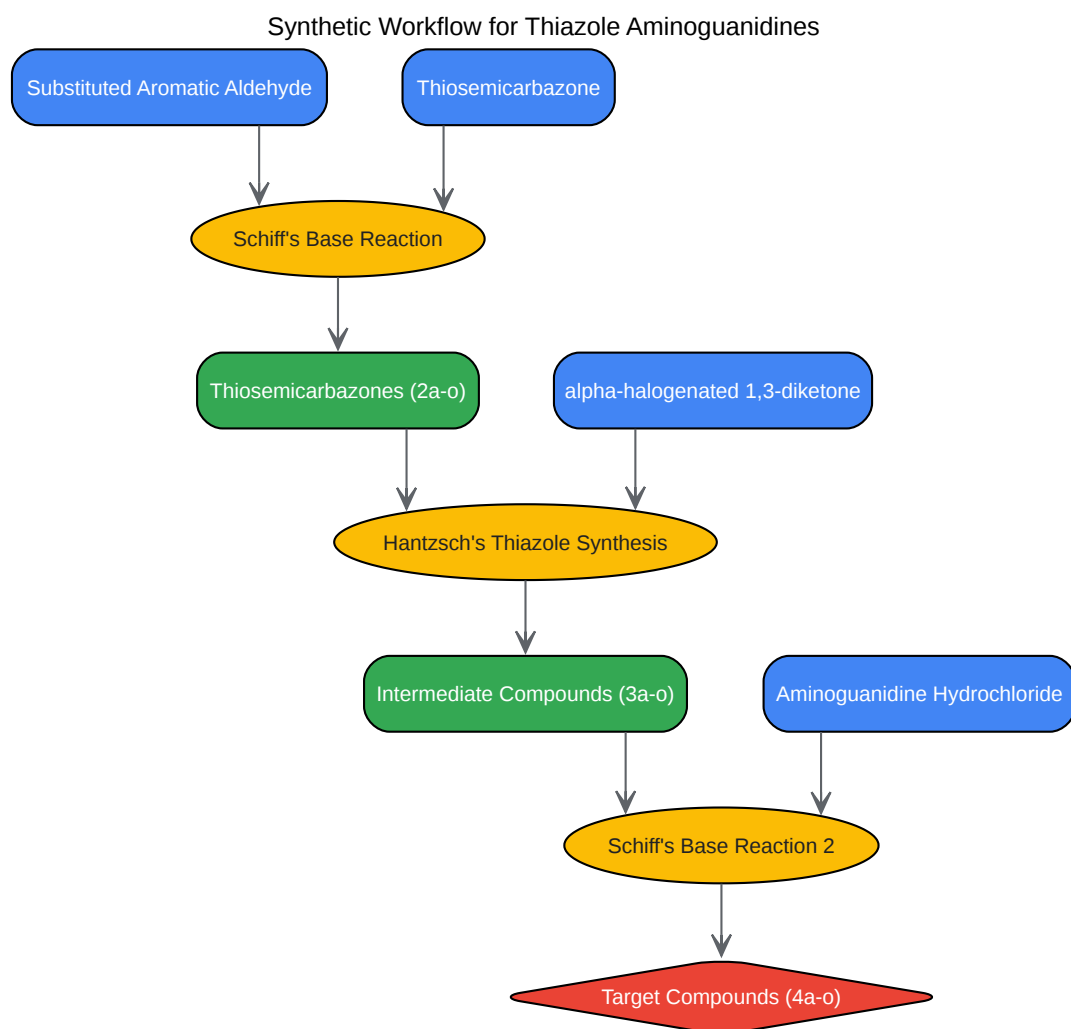 Synthetic Workflow for Thiazole Aminoguanidines
Substituted Aromatic Aldehyde
Thiosemicarbazone
Schiff's Base Reaction
Thiosemicarbazones (2a-o)
alpha-halogenated 1,3-diketone
Hantzsch's Thiazole Synthesis
Intermediate Compounds (3a-o)
Aminoguanidine Hydrochloride
Schiff's Base Reaction 2
Target Compounds (4a-o)